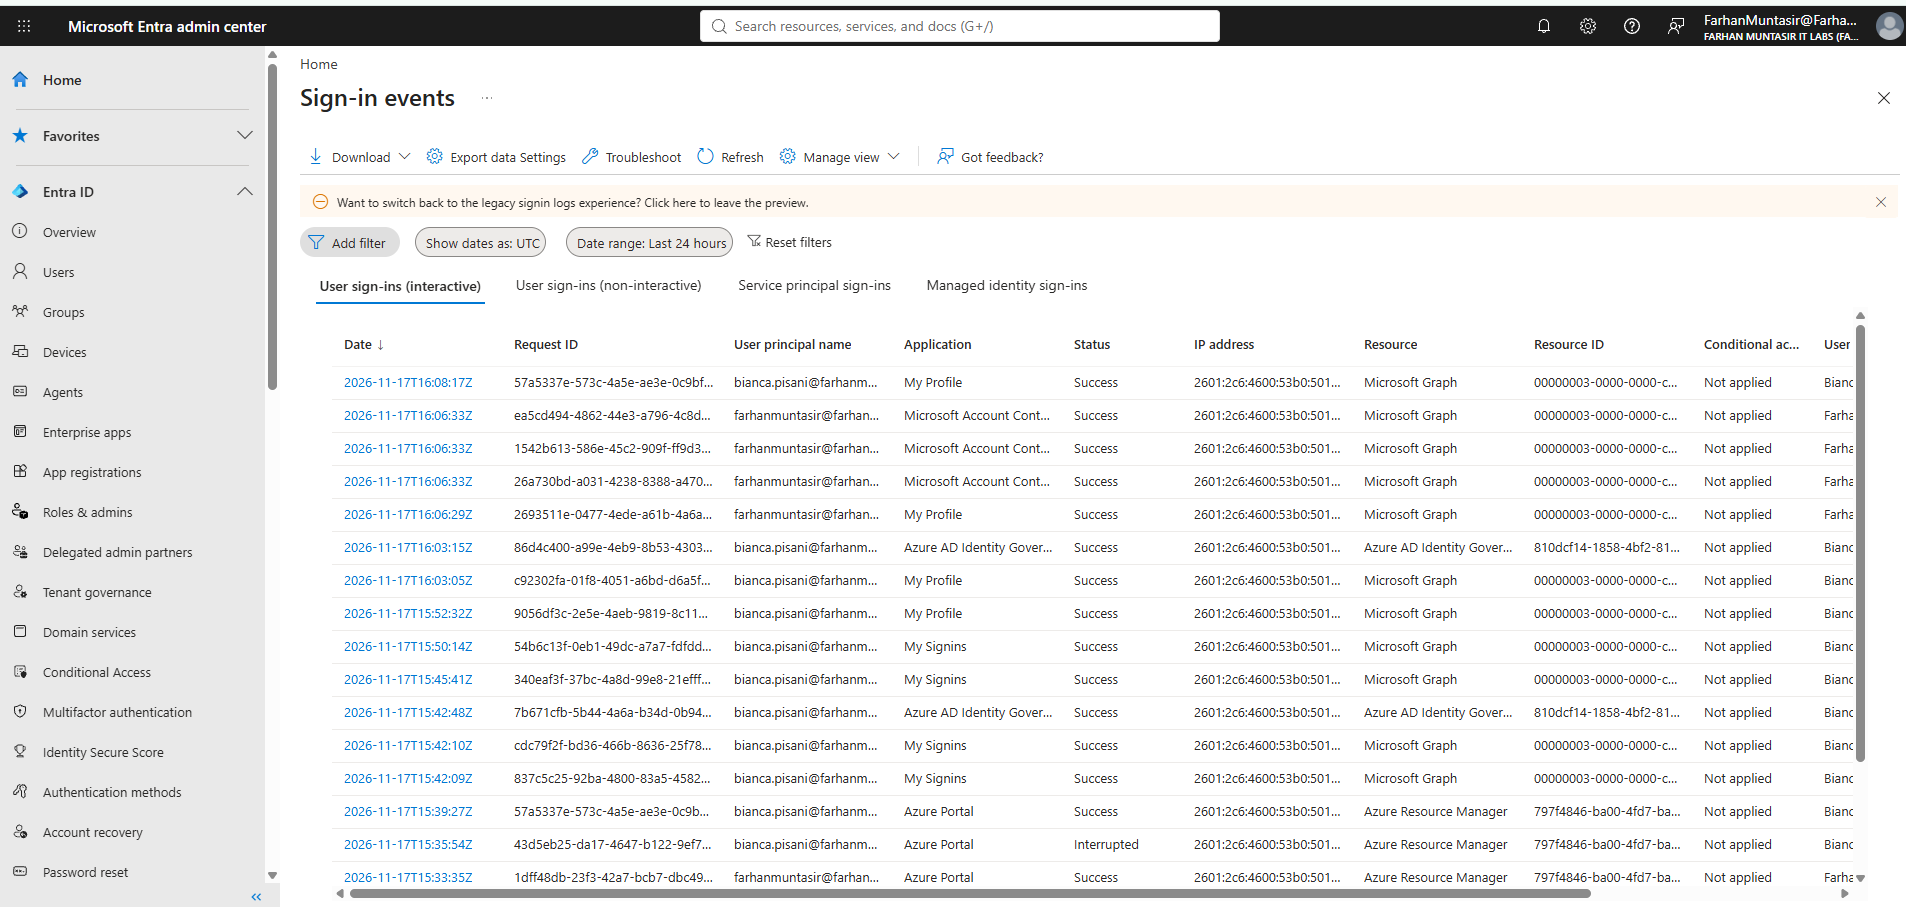 Microsoft Entra admin center
Search resources, services, and docs (G+/)
FarhanMuntasir@Farha...
FARHAN MUNTASIR IT LABS (FA...
Home
Favorites
Entra ID
Overview
Users
Groups
Devices
Agents
Enterprise apps
App registrations
Roles & admins
Delegated admin partners
Tenant governance
Domain services
Conditional Access
Multifactor authentication
Identity Secure Score
Authentication methods
Account recovery
Password reset
Home
Sign-in events
Download Export data Settings Troubleshoot Refresh Manage view Got feedback?
Want to switch back to the legacy signin logs experience? Click here to leave the preview.
Add filter Show dates as: UTC Date range: Last 24 hours Reset filters
User sign-ins (interactive) User sign-ins (non-interactive) Service principal sign-ins Managed identity sign-ins
Date ↓ Request ID User principal name Application Status IP address Resource Resource ID Conditional ac... User
2026-11-17T16:08:17Z 57a5337e-573c-4a5e-ae3e-0c9bf... bianca.pisani@farhanm... My Profile Success 2601:2c6:4600:53b0:501... Microsoft Graph 00000003-0000-0000-c... Not applied Bianc
2026-11-17T16:06:33Z ea5cd494-4862-44e3-a796-4c8d... farhanmuntasir@farhan... Microsoft Account Cont... Success 2601:2c6:4600:53b0:501... Microsoft Graph 00000003-0000-0000-c... Not applied Farha
2026-11-17T16:06:33Z 1542b613-586e-45c2-909f-ff9d3... farhanmuntasir@farhan... Microsoft Account Cont... Success 2601:2c6:4600:53b0:501... Microsoft Graph 00000003-0000-0000-c... Not applied Farha
2026-11-17T16:06:33Z 26a730bd-a031-4238-8388-a470... farhanmuntasir@farhan... Microsoft Account Cont... Success 2601:2c6:4600:53b0:501... Microsoft Graph 00000003-0000-0000-c... Not applied Farha
2026-11-17T16:06:29Z 2693511e-0477-4ede-a61b-4a6a... farhanmuntasir@farhan... My Profile Success 2601:2c6:4600:53b0:501... Microsoft Graph 00000003-0000-0000-c... Not applied Farha
2026-11-17T16:03:15Z 86d4c400-a99e-4eb9-8b53-4303... bianca.pisani@farhanm... Azure AD Identity Gover... Success 2601:2c6:4600:53b0:501... Azure AD Identity Gover... 810dcf14-1858-4bf2-81... Not applied Bianc
2026-11-17T16:03:05Z c92302fa-01f8-4051-a6bd-d6a5f... bianca.pisani@farhanm... My Profile Success 2601:2c6:4600:53b0:501... Microsoft Graph 00000003-0000-0000-c... Not applied Bianc
2026-11-17T15:52:32Z 9056df3c-2e5e-4aeb-9819-8c11... bianca.pisani@farhanm... My Profile Success 2601:2c6:4600:53b0:501... Microsoft Graph 00000003-0000-0000-c... Not applied Bianc
2026-11-17T15:50:14Z 54b6c13f-0eb1-49dc-a7a7-fdfdd... bianca.pisani@farhanm... My Signins Success 2601:2c6:4600:53b0:501... Microsoft Graph 00000003-0000-0000-c... Not applied Bianc
2026-11-17T15:45:41Z 340eaf3f-37bc-4a8d-99e8-21efff... bianca.pisani@farhanm... My Signins Success 2601:2c6:4600:53b0:501... Microsoft Graph 00000003-0000-0000-c... Not applied Bianc
2026-11-17T15:42:48Z 7b671cfb-5b44-4a6a-b34d-0b94... bianca.pisani@farhanm... Azure AD Identity Gover... Success 2601:2c6:4600:53b0:501... Azure AD Identity Gover... 810dcf14-1858-4bf2-81... Not applied Bianc
2026-11-17T15:42:10Z cdc79f2f-bd36-466b-8636-25f78... bianca.pisani@farhanm... My Signins Success 2601:2c6:4600:53b0:501... Microsoft Graph 00000003-0000-0000-c... Not applied Bianc
2026-11-17T15:42:09Z 837c5c25-92ba-4800-83a5-4582... bianca.pisani@farhanm... My Signins Success 2601:2c6:4600:53b0:501... Microsoft Graph 00000003-0000-0000-c... Not applied Bianc
2026-11-17T15:39:27Z 57a5337e-573c-4a5e-ae3e-0c9b... bianca.pisani@farhanm... Azure Portal Success 2601:2c6:4600:53b0:501... Azure Resource Manager 797f4846-ba00-4fd7-ba... Not applied Bianc
2026-11-17T15:35:54Z 43d5eb25-da17-4647-b122-9ef7... bianca.pisani@farhanm... Azure Portal Interrupted 2601:2c6:4600:53b0:501... Azure Resource Manager 797f4846-ba00-4fd7-ba... Not applied Bianc
2026-11-17T15:33:35Z 1dff48db-23f3-42a7-bcb7-dbc49... farhanmuntasir@farhan... Azure Portal Success 2601:2c6:4600:53b0:501... Azure Resource Manager 797f4846-ba00-4fd7-ba... Not applied Farha